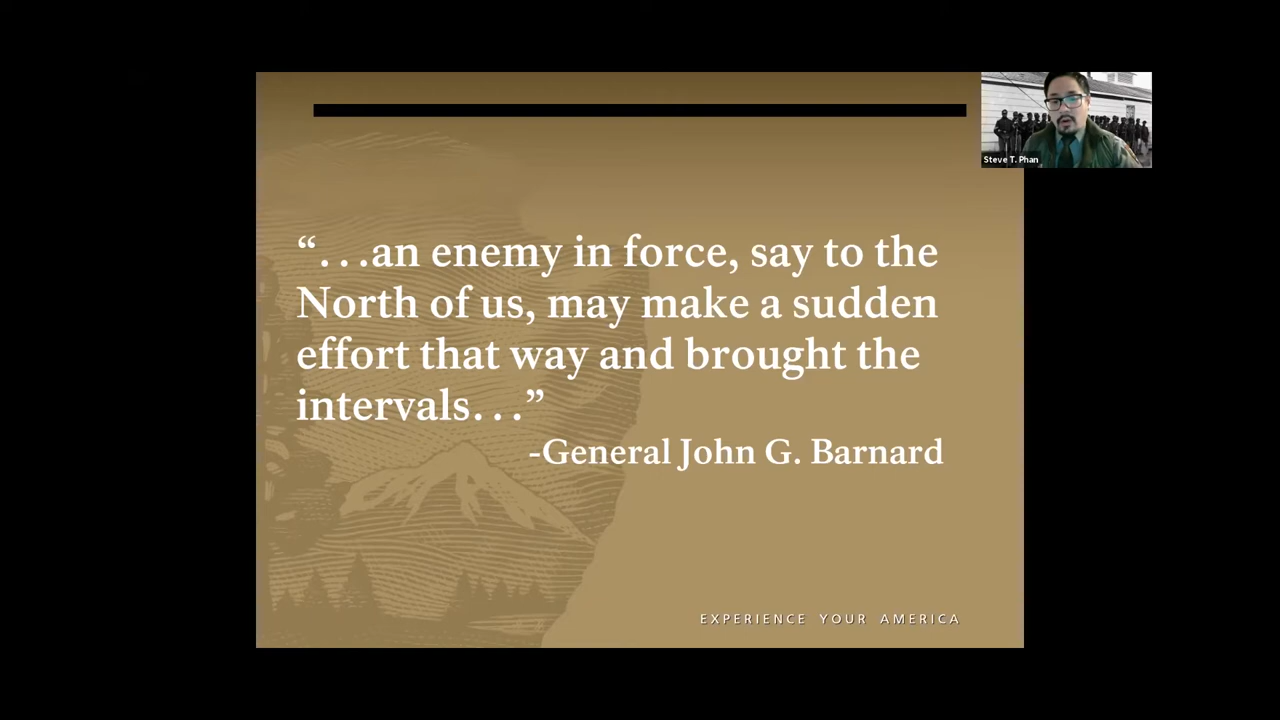 “...an enemy in force, say to the
North of us, may make a sudden
effort that way and brought the
intervals...”
-General John G. Barnard
EXPERIENCE YOUR AMERICA
Steve T. Phan